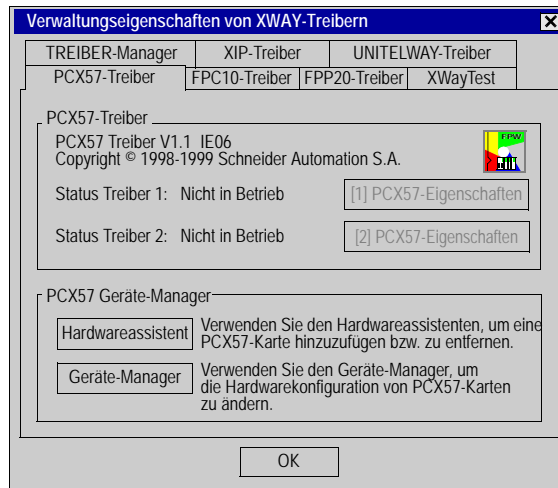 Verwaltungseigenschaften von XWAY-Treibern
TREIBER-Manager
XIP-Treiber
UNITELWAY-Treiber
PCX57-Treiber
FPC10-Treiber
FPP20-Treiber
XWayTest
PCX57-Treiber
PCX57 Treiber V1.1 IE06
Copyright © 1998-1999 Schneider Automation S.A.
FPW
Status Treiber 1: Nicht in Betrieb
[1] PCX57-Eigenschaften
Status Treiber 2: Nicht in Betrieb
[2] PCX57-Eigenschaften
PCX57 Geräte-Manager
Hardwareassistent
Verwenden Sie den Hardwareassistenten, um eine
PCX57-Karte hinzuzufügen bzw. zu entfernen.
Geräte-Manager
Verwenden Sie den Geräte-Manager, um
die Hardwarekonfiguration von PCX57-Karten
zu ändern.
OK